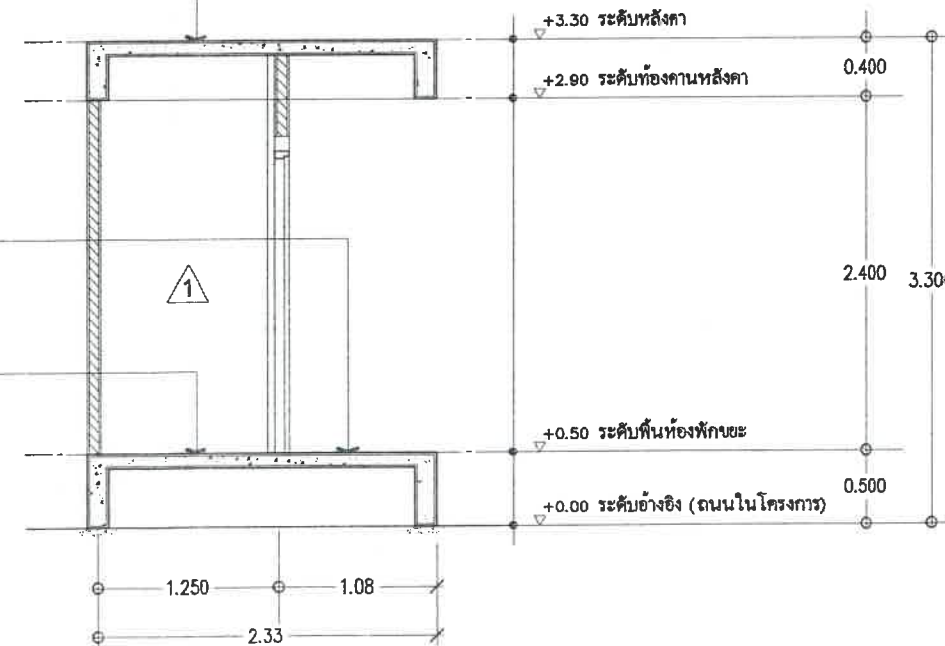 +3.30 ระดับหลังคา
0.400
+2.90 ระดับท้องคานหลังคา
2.400
3.30
1
+0.50 ระดับพื้นห้องพักขยะ
0.500
+0.00 ระดับอ้างอิง (ถนนในโครงการ)
1.250
1.08
2.33